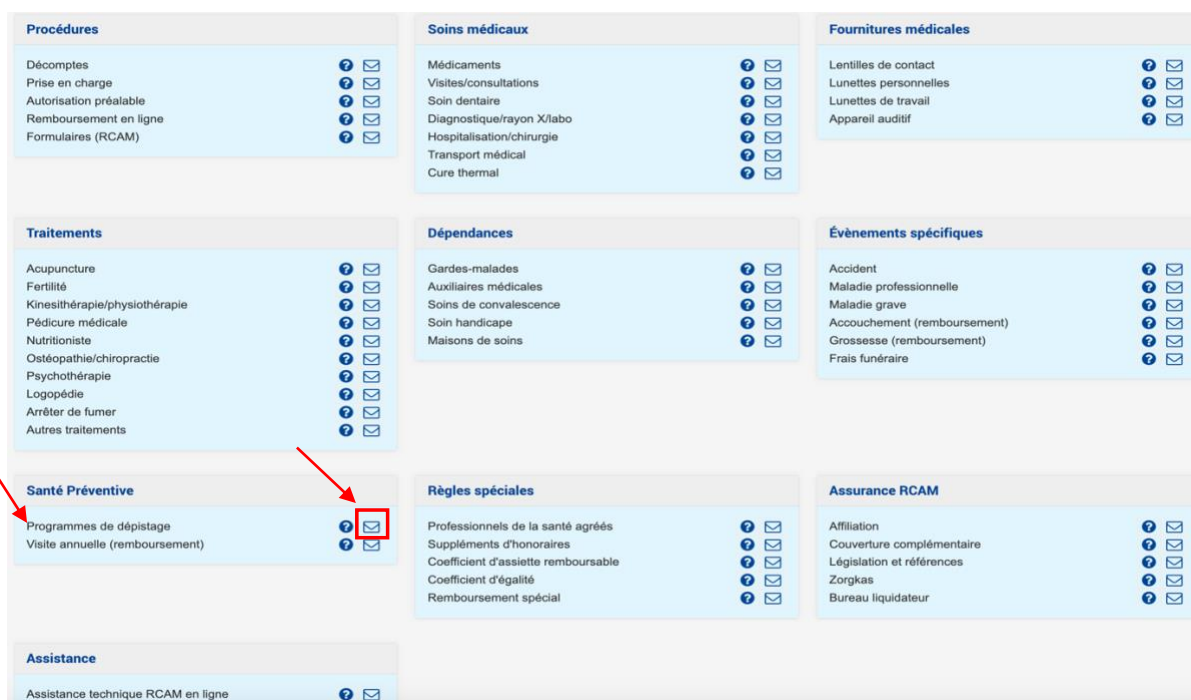 Procédures
Décomptes
Prise en charge
Autorisation préalable
Remboursement en ligne
Formulaires (RCAM)
Soins médicaux
Médicaments
Visites/consultations
Soin dentaire
Diagnostique/rayon X/labo
Hospitalisation/chirurgie
Transport médical
Cure thermal
Fournitures médicales
Lentilles de contact
Lunettes personnelles
Lunettes de travail
Appareil auditif
Traitements
Acupuncture
Fertilité
Kinesithérapie/physiothérapie
Pédicure médicale
Nutritioniste
Ostéopathie/chiropractie
Psychothérapie
Logopédie
Arrêter de fumer
Autres traitements
Dépendances
Gardes-malades
Auxiliaires médicales
Soins de convalescence
Soin handicape
Maisons de soins
Évènements spécifiques
Accident
Maladie professionnelle
Maladie grave
Accouchement (remboursement)
Grossesse (remboursement)
Frais funéraire
Santé Préventive
Programmes de dépistage
Visite annuelle (remboursement)
Règles spéciales
Professionnels de la santé agréés
Suppléments d'honoraires
Coefficient d'assiette remboursable
Coefficient d'égalité
Remboursement spécial
Assurance RCAM
Affiliation
Couverture complémentaire
Législation et références
Zorgkas
Bureau liquidateur
Assistance
Assistance technique RCAM en ligne